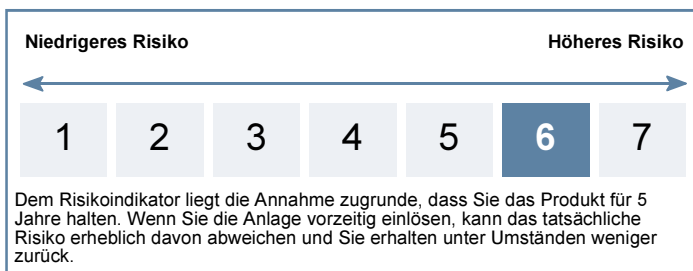 Niedrigeres Risiko Höheres Risiko
1 2 3 4 5 6 7
Dem Risikoindikator liegt die Annahme zugrunde, dass Sie das Produkt für 5
Jahre halten. Wenn Sie die Anlage vorzeitig einlösen, kann das tatsächliche
Risiko erheblich davon abweichen und Sie erhalten unter Umständen weniger
zurück.